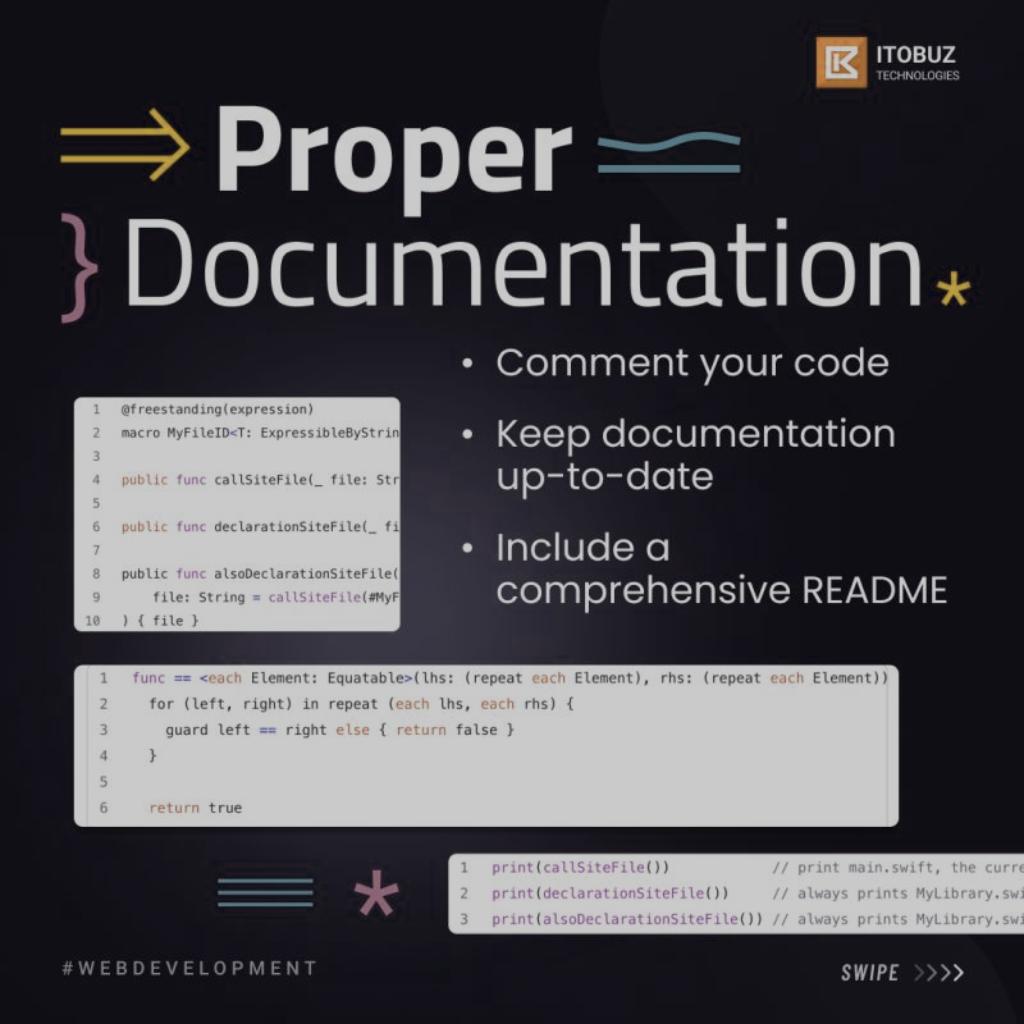 ITOBUZ
TECHNOLOGIES
Proper
} Documentation*
• Comment your code
• Keep documentation
up-to-date
• Include a
comprehensive README
1 @freestanding(expression)
2 macro MyFileID<T: ExpressibleByStrin
3
4 public func callSiteFile(_ file: Str
5
6 public func declarationSiteFile(_ fi
7
8 public func alsoDeclarationSiteFile(
9 file: String = callSiteFile(#MyF
10 ) { file }
1 func == <each Element: Equatable>(lhs: (repeat each Element), rhs: (repeat each Element))
2 for (left, right) in repeat (each lhs, each rhs) {
3 guard left == right else { return false }
4 }
5
6 return true
*
1 print(callSiteFile()) // print main.swift, the curre
2 print(declarationSiteFile()) // always prints MyLibrary.swi
3 print(alsoDeclarationSiteFile()) // always prints MyLibrary.swi
#WEBDEVELOPMENT
SWIPE >>>>